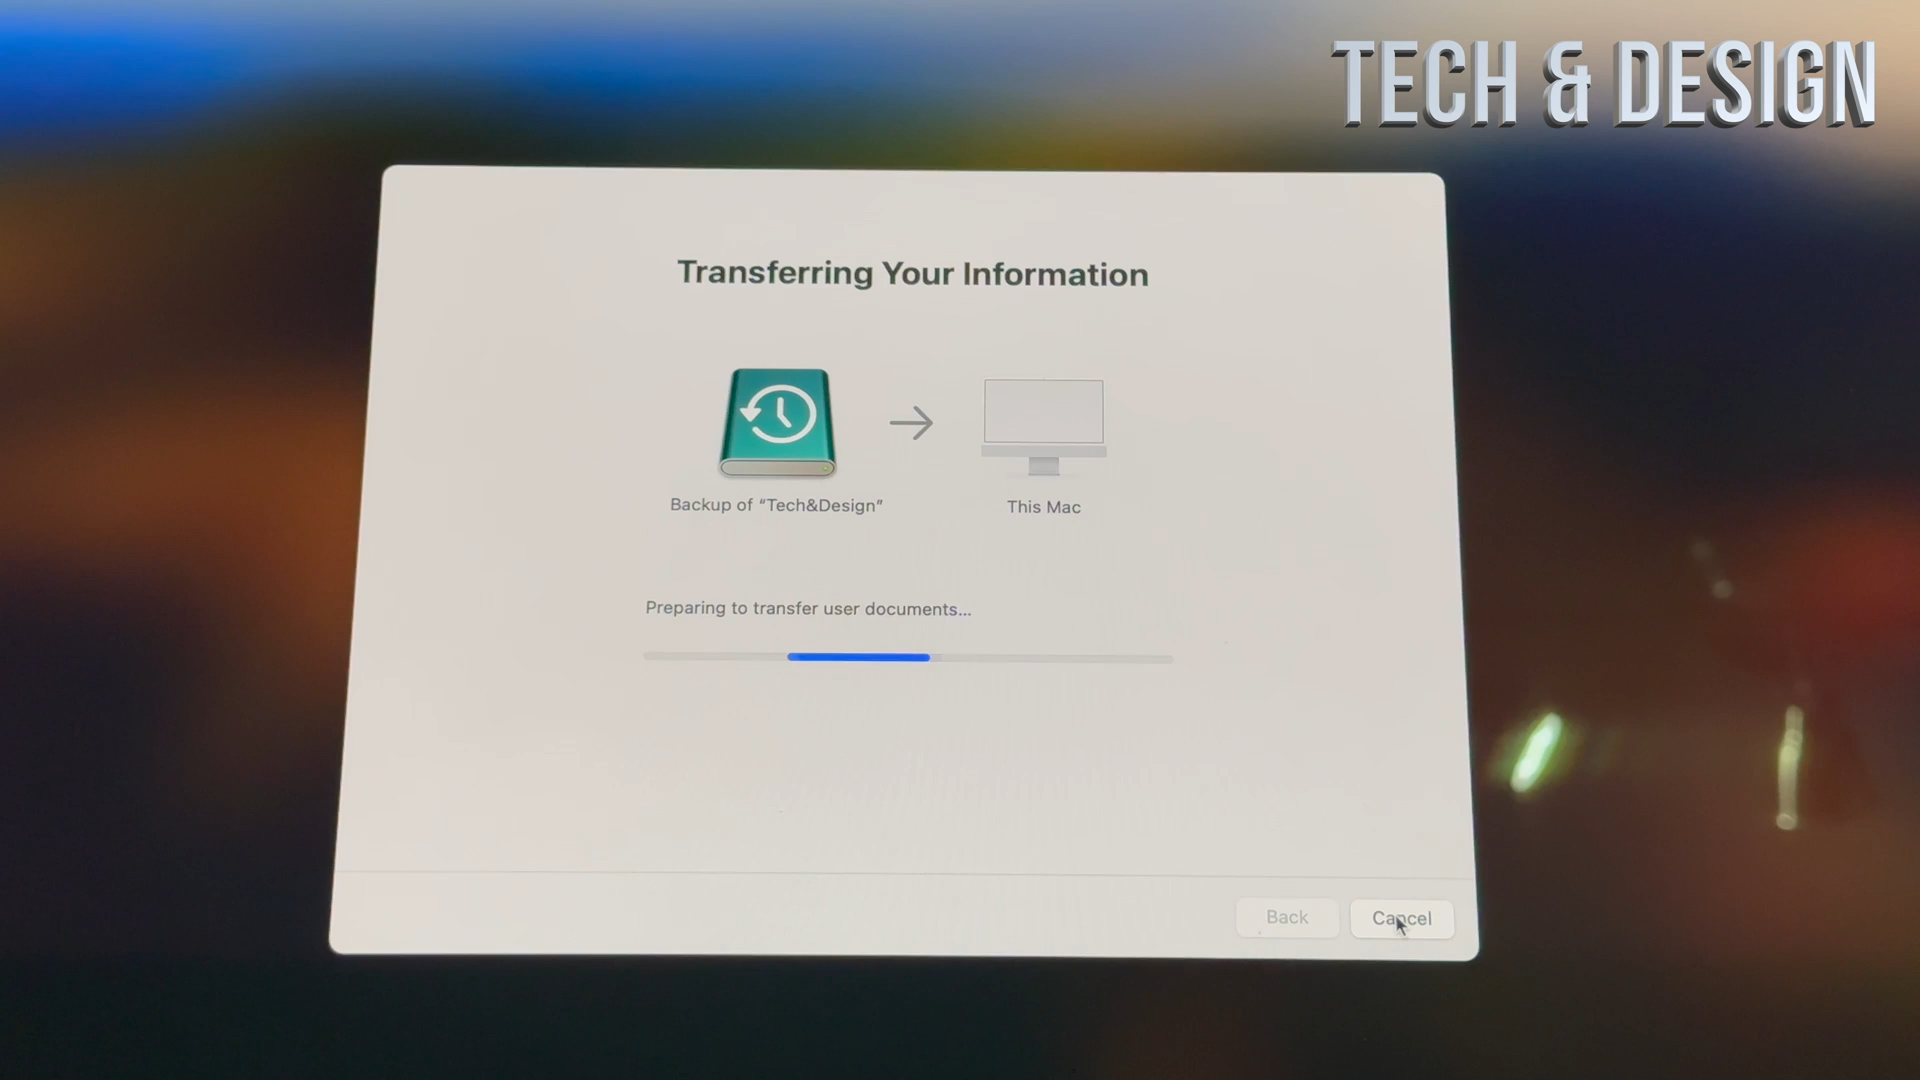 TECH & DESIGN
Transferring Your Information
Backup of “Tech&Design”
This Mac
Preparing to transfer user documents...
Back
Cancel